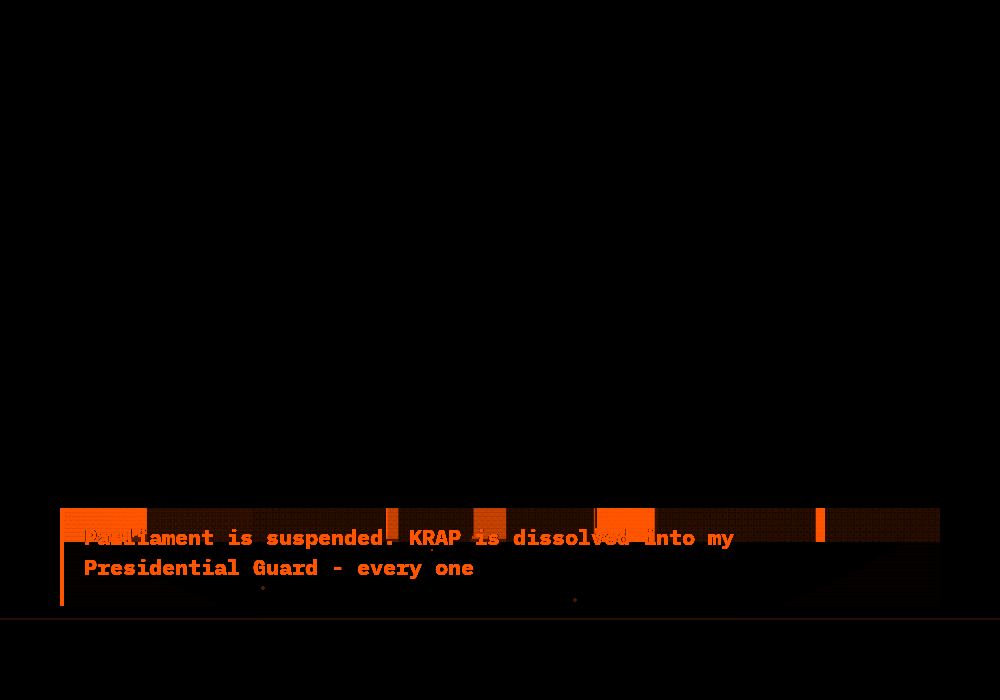 Parliament is suspended. KRAP is dissolved into my
Presidential Guard - every one